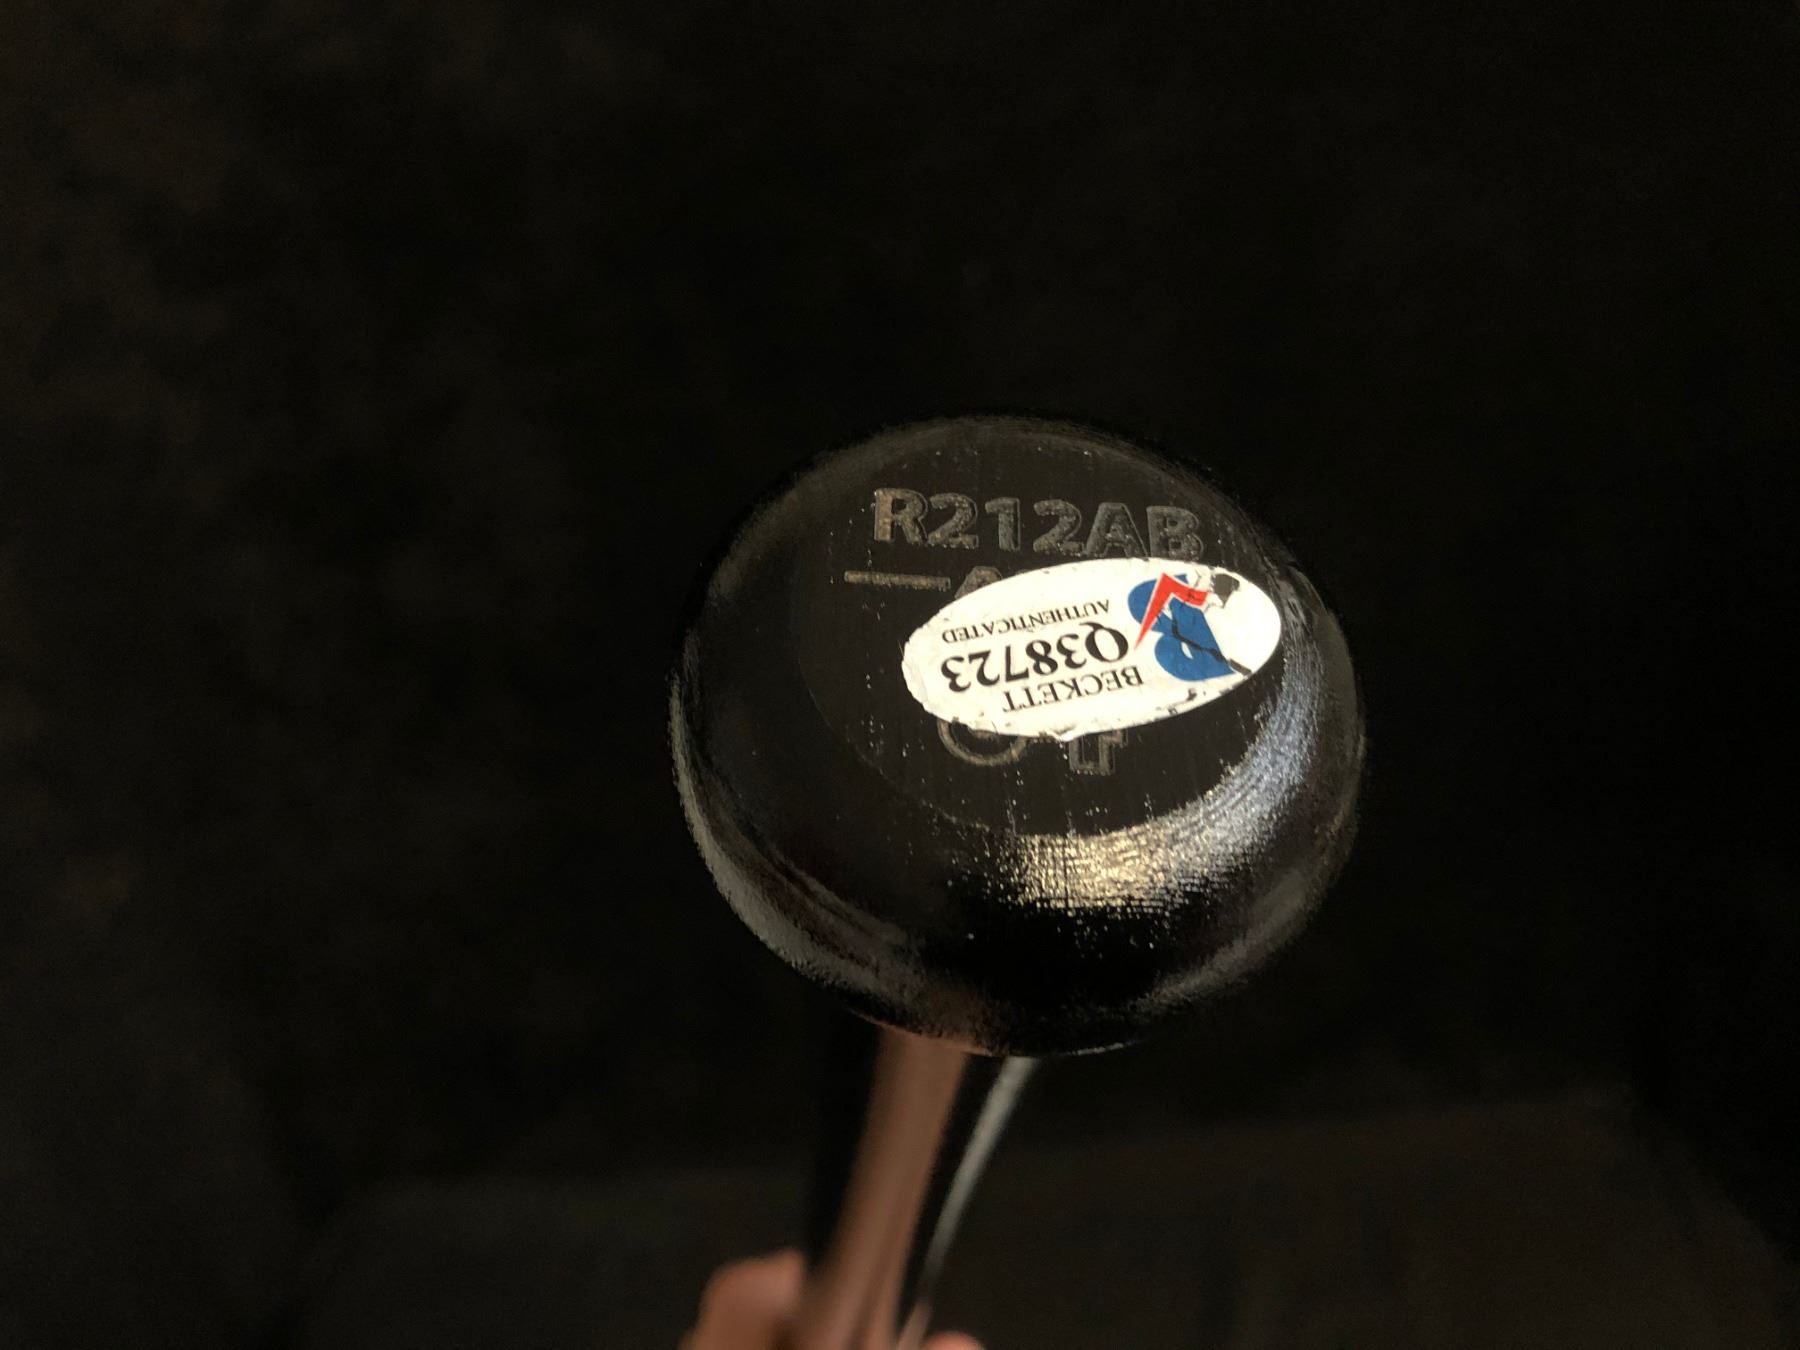 R212AB
BECKETT
Q38723
AUTHENTICATED